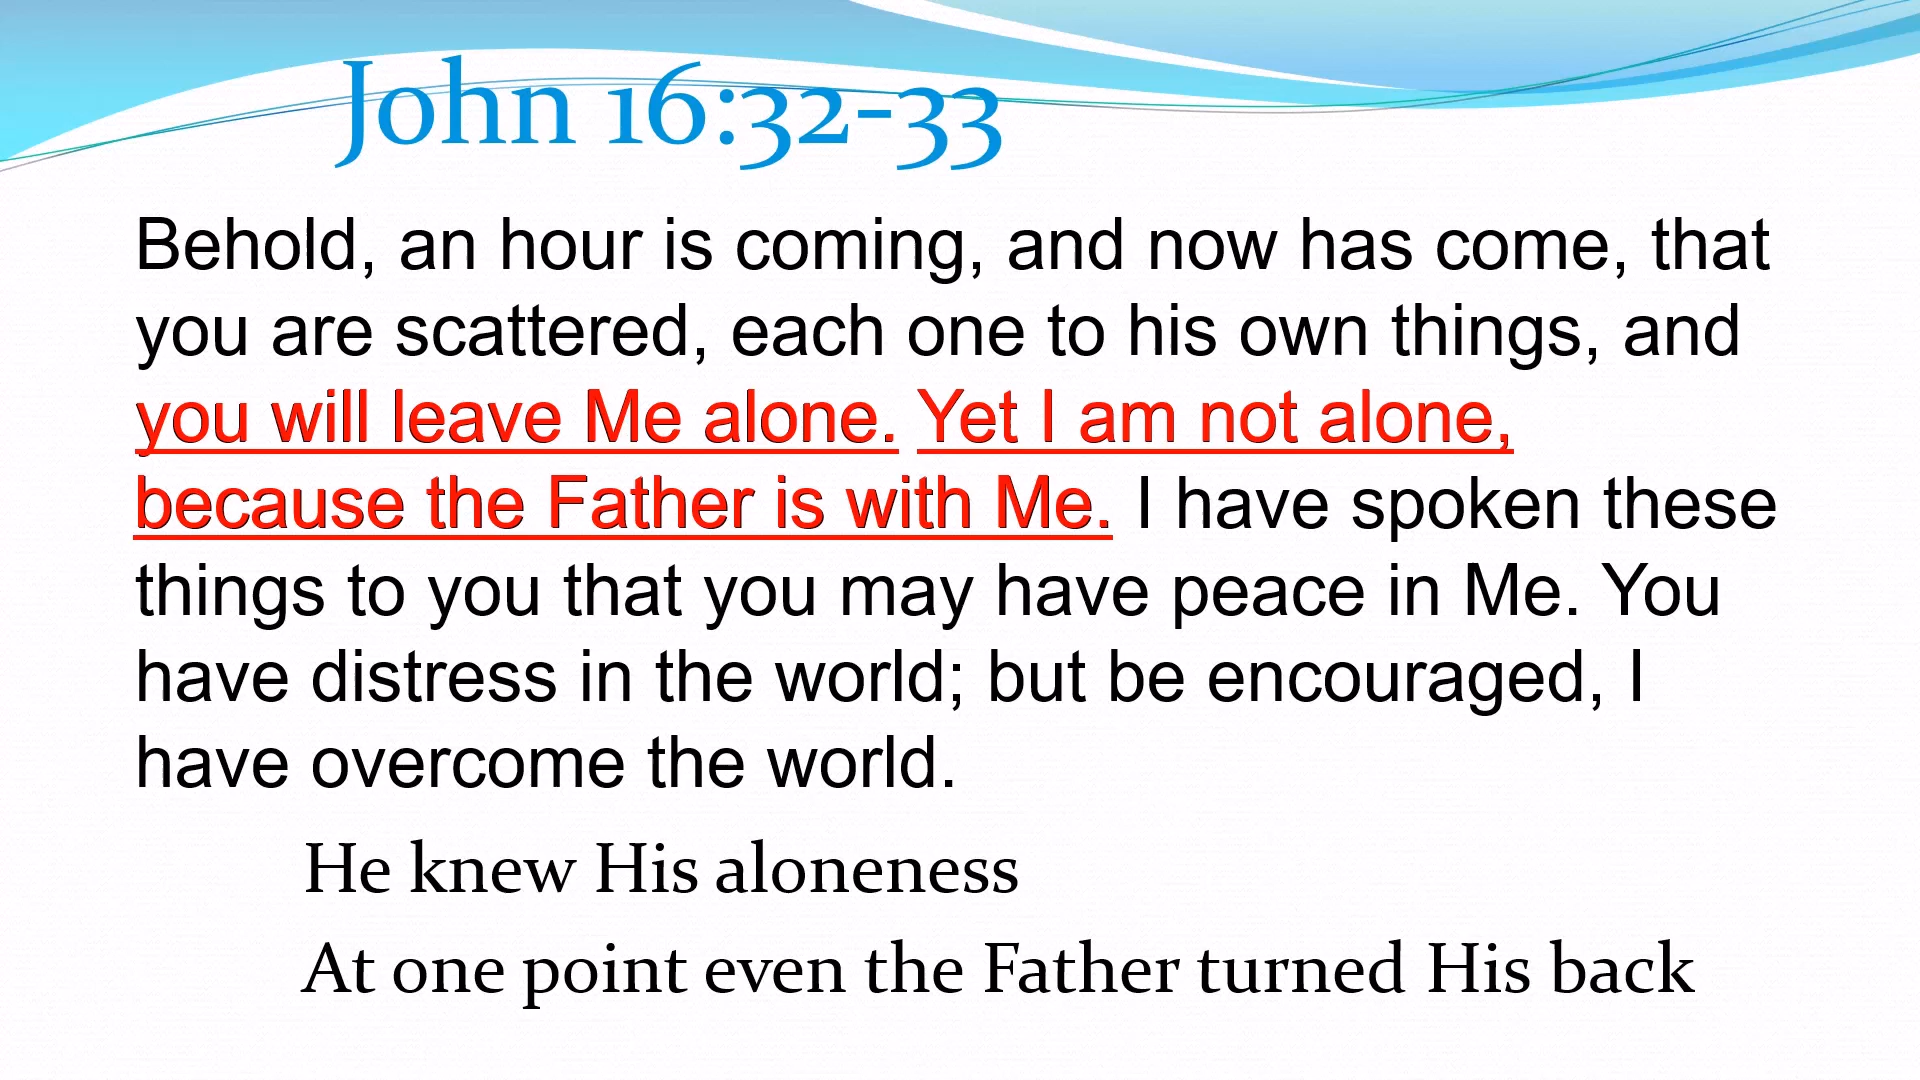 John 16:32-33
Behold, an hour is coming, and now has come, that
you are scattered, each one to his own things, and
you will leave Me alone. Yet I am not alone,
because the Father is with Me. I have spoken these
things to you that you may have peace in Me. You
have distress in the world; but be encouraged, I
have overcome the world.
He knew His aloneness
At one point even the Father turned His back